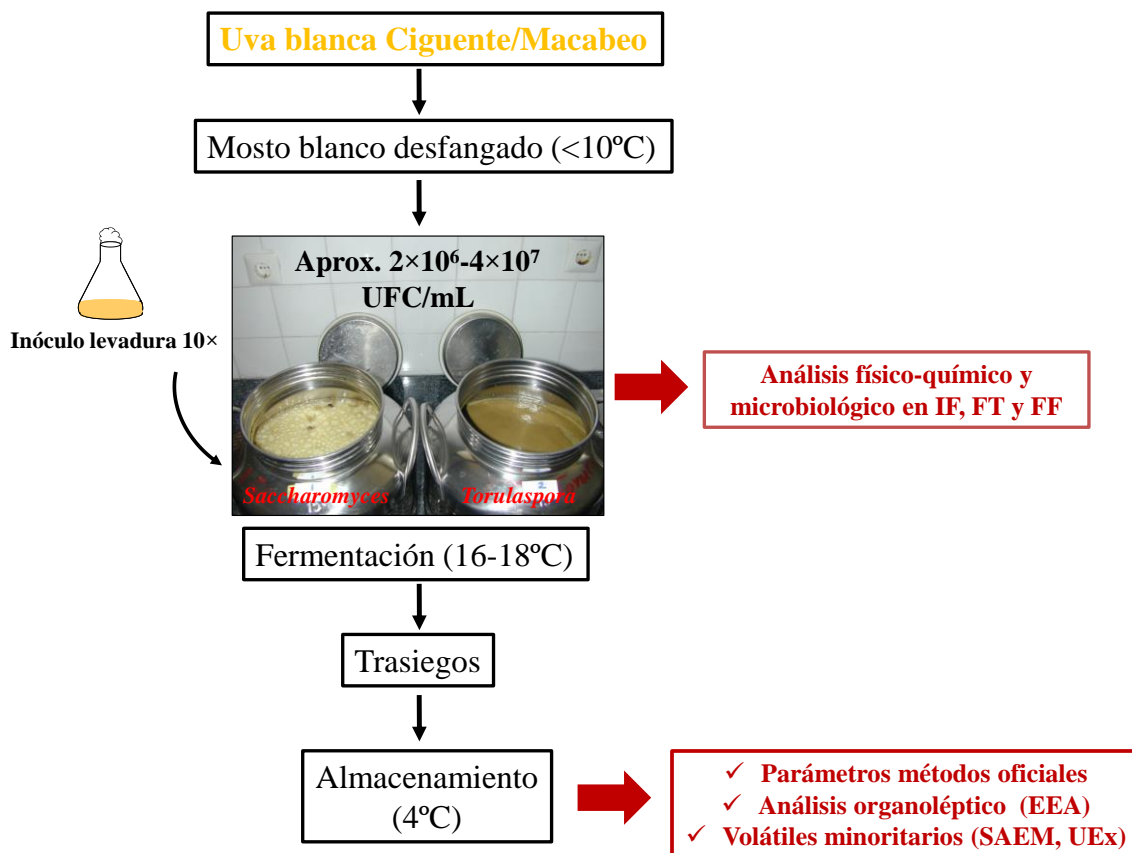 Uva blanca Ciguente/Macabeo
Mosto blanco desfangado (<10ºC)
Aprox. 2×10⁶-4×10⁷
UFC/mL
Inóculo levadura 10×
Saccharomyces
Torulaspora
2
Análisis físico-químico y
microbiológico en IF, FT y FF
Fermentación (16-18ºC)
Trasiegos
Almacenamiento
(4ºC)
✓ Parámetros métodos oficiales
✓ Análisis organoléptico (EEA)
✓ Volátiles minoritarios (SAEM, UEx)